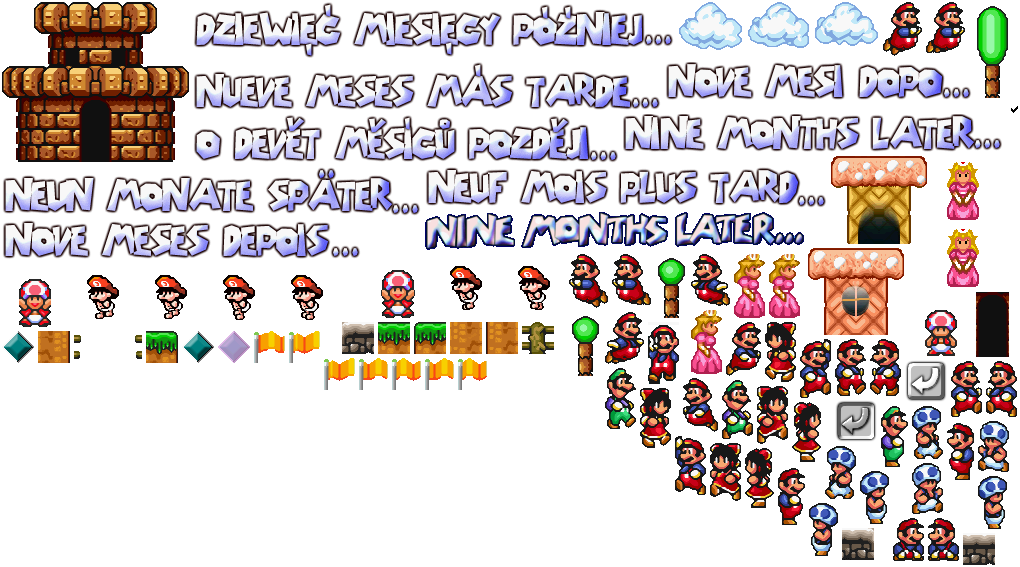 DZIEWIĘĆ MIESIĘCY PÓŹNIEJ...
NUEVE MESES MÁS TARDE...
NOVE MESI DOPO...
O DEVĚT MĚSÍCŮ POZDĚJI...
NINE MONTHS LATER...
NEUN MONATE SPÄTER...
NEUF MOIS PLUS TARD...
NOVE MESES DEPOIS...
NINE MONTHS LATER...